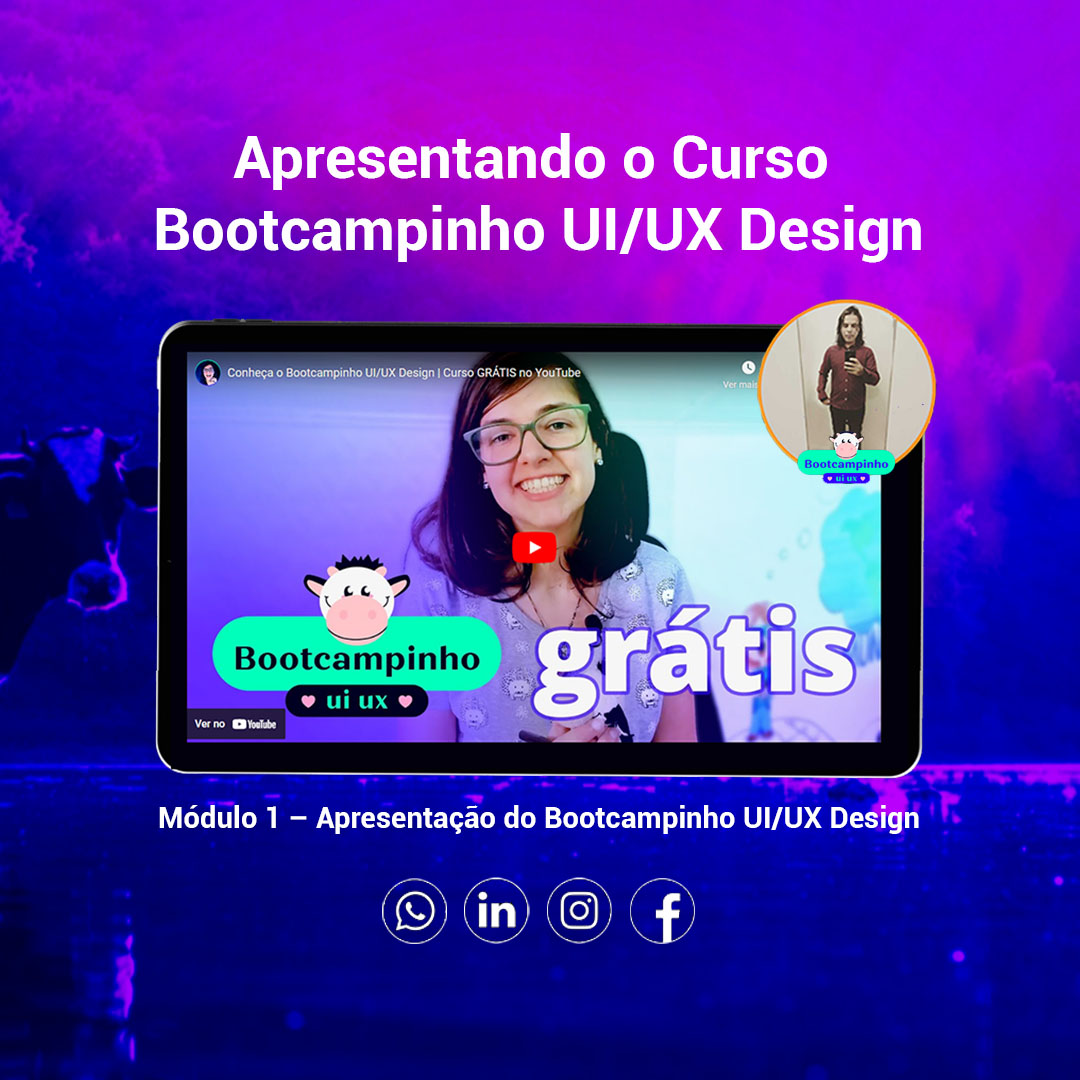 Apresentando o Curso
Bootcampinho UI/UX Design
Conheça o Bootcampinho UI/UX Design | Curso GRÁTIS no YouTube
Ver mais
Bootcampinho
ui ux
Bootcampinho
ui ux
grátis
Ver no YouTube
Módulo 1 – Apresentação do Bootcampinho UI/UX Design
in
f